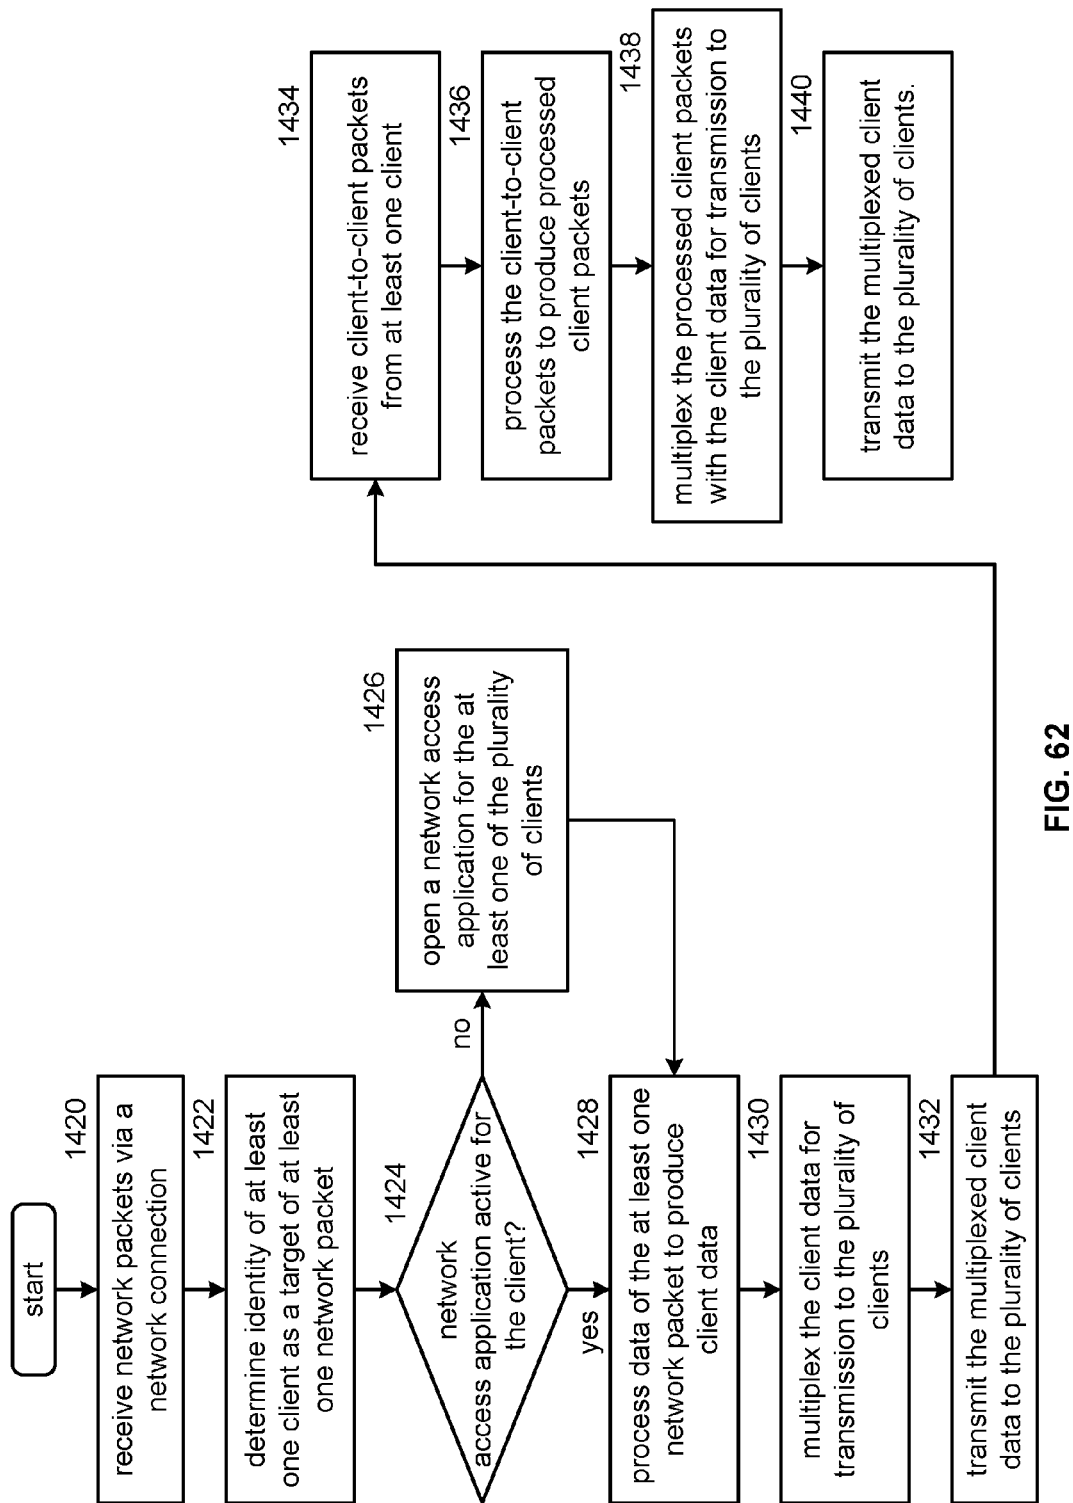 start
1420
receive network packets via a
network connection
1422
determine identity of at least
one client as a target of at least
one network packet
1424
network
access application active for
the client?
no
yes
1426
open a network access
application for the at
least one of the plurality
of clients
1428
process data of the at least one
network packet to produce
client data
1430
multiplex the client data for
transmission to the plurality of
clients
1432
transmit the multiplexed client
data to the plurality of clients
1434
receive client-to-client packets
from at least one client
1436
process the client-to-client
packets to produce processed
client packets
1438
multiplex the processed client packets
with the client data for transmission to
the plurality of clients
1440
transmit the multiplexed client
data to the plurality of clients.
FIG. 62